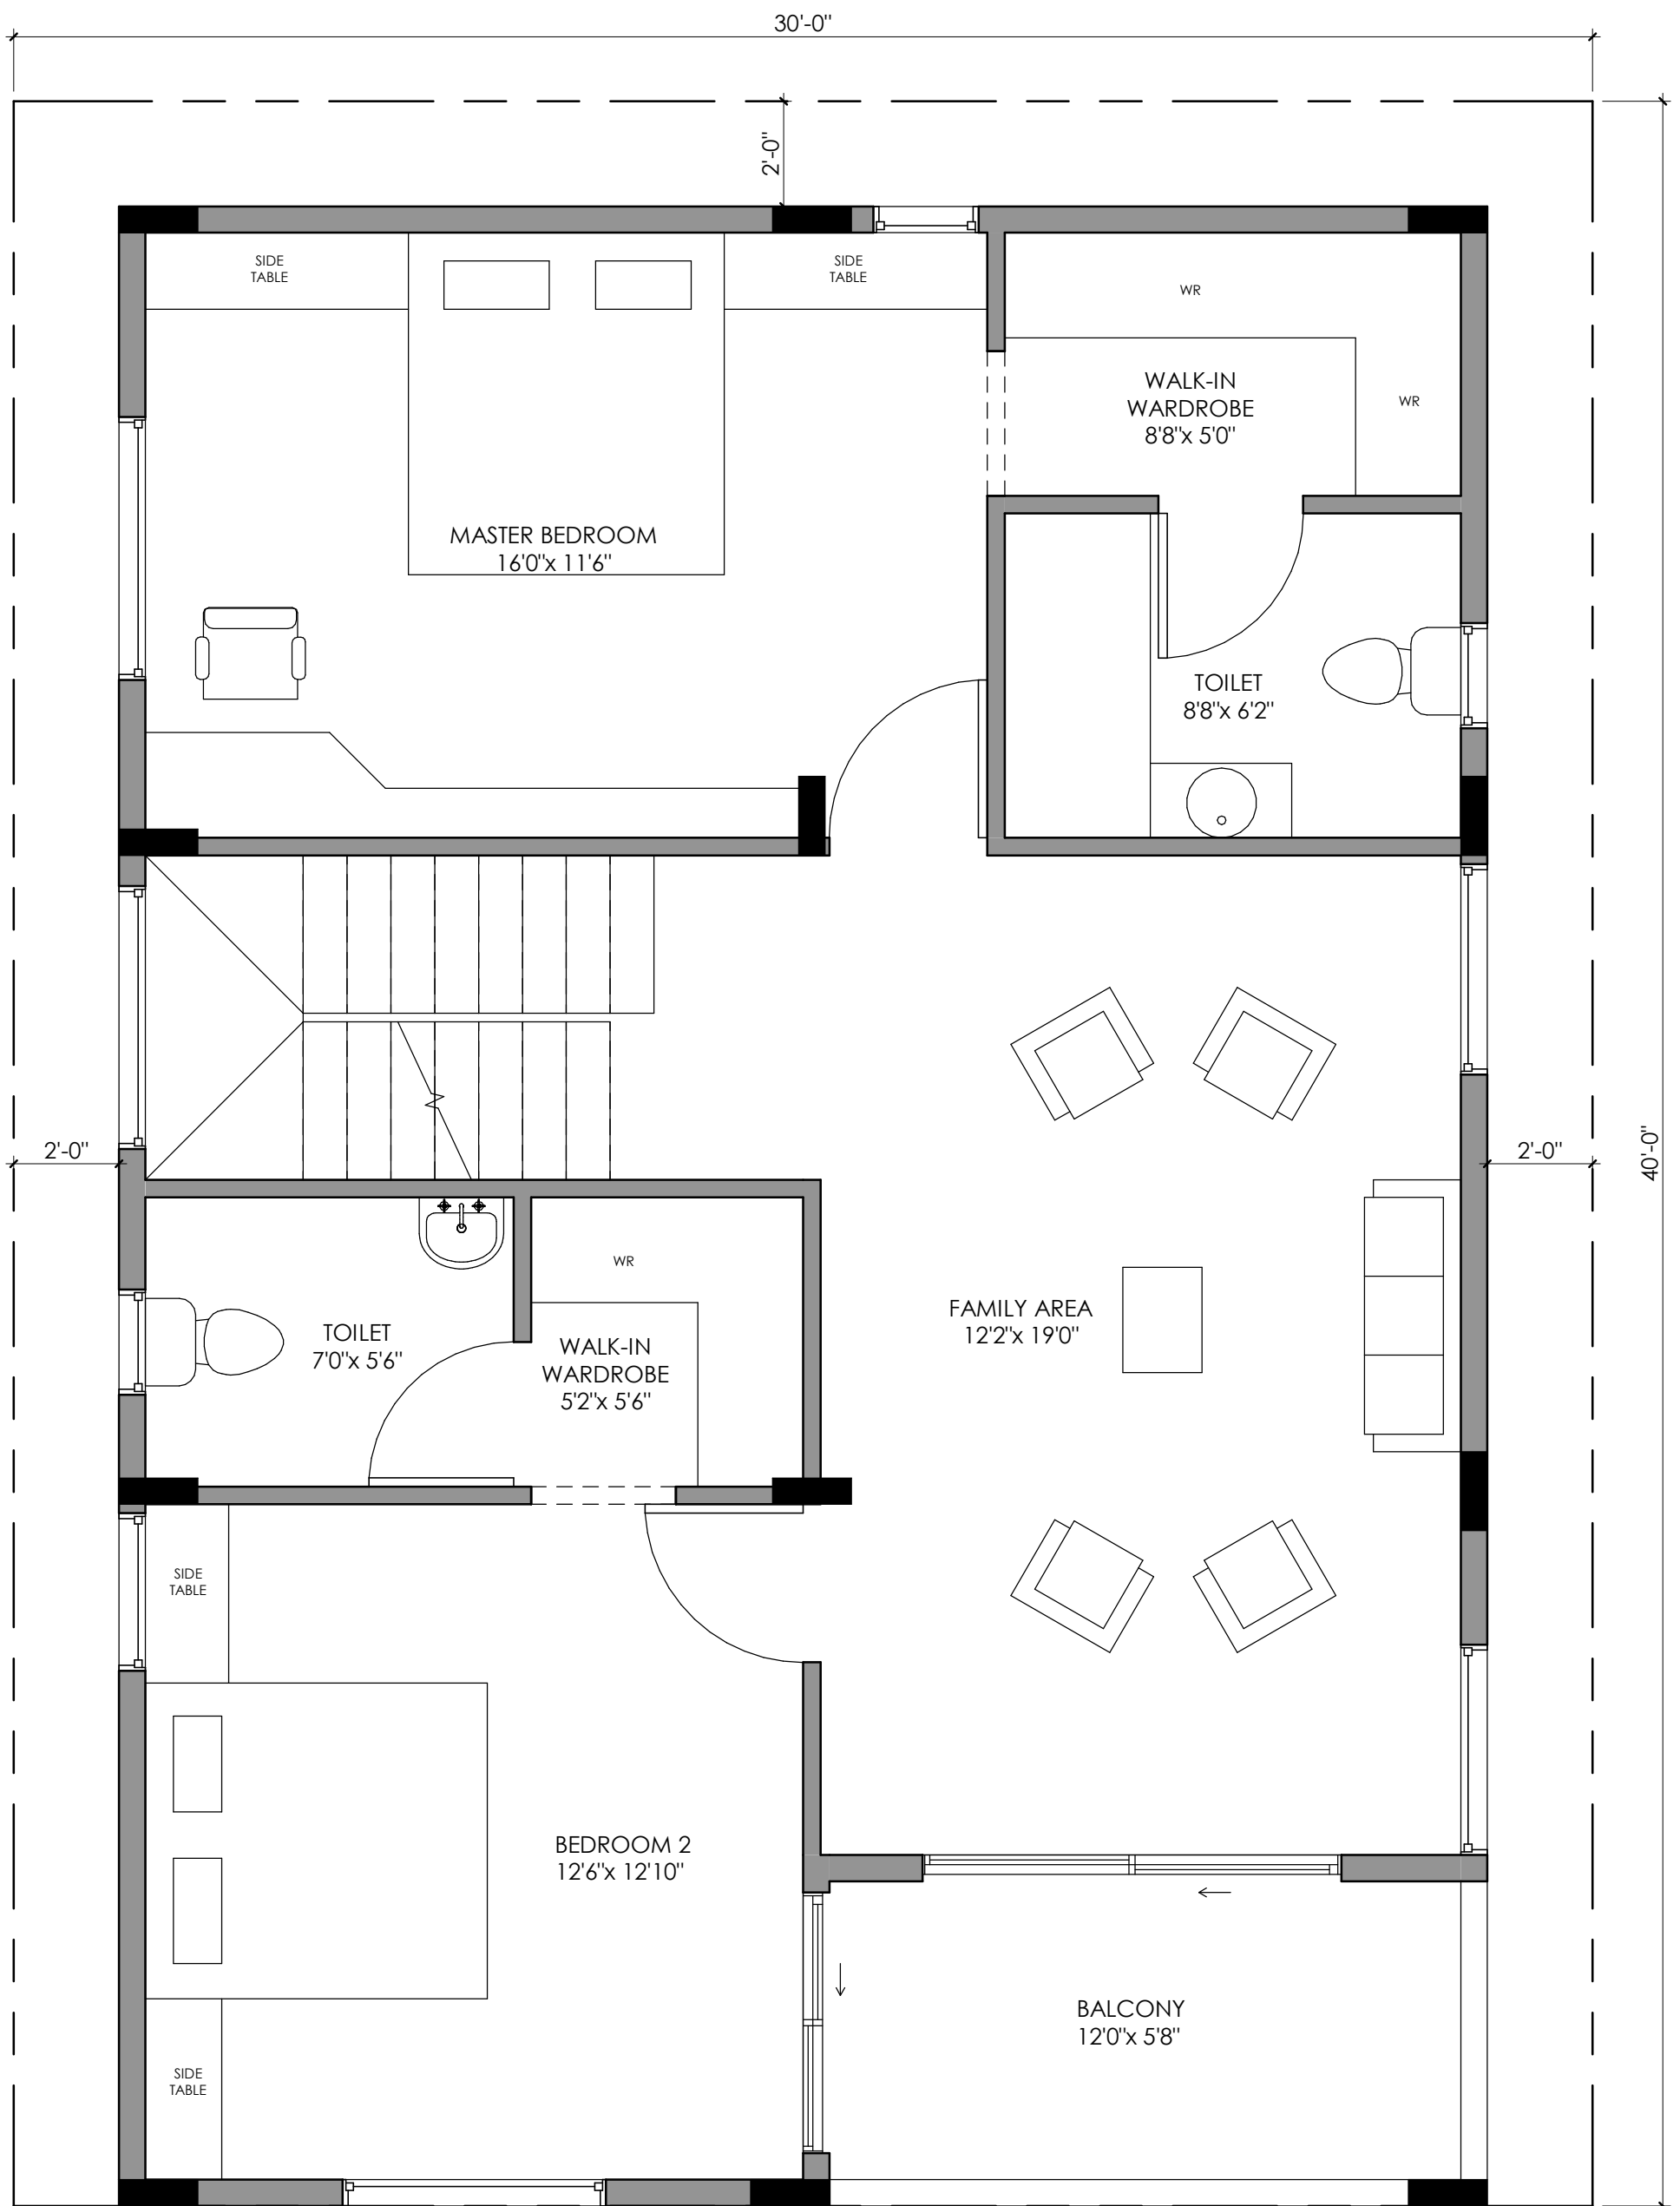 30'-0"
2'-0"
SIDE
TABLE
SIDE
TABLE
WR
WALK-IN
WARDROBE
8'8"x 5'0"
WR
MASTER BEDROOM
16'0"x 11'6"
TOILET
8'8"x 6'2"
2'-0"
2'-0"
40'-0"
WR
FAMILY AREA
12'2"x 19'0"
TOILET
7'0"x 5'6"
WALK-IN
WARDROBE
5'2"x 5'6"
SIDE
TABLE
BEDROOM 2
12'6"x 12'10"
BALCONY
12'0"x 5'8"
SIDE
TABLE